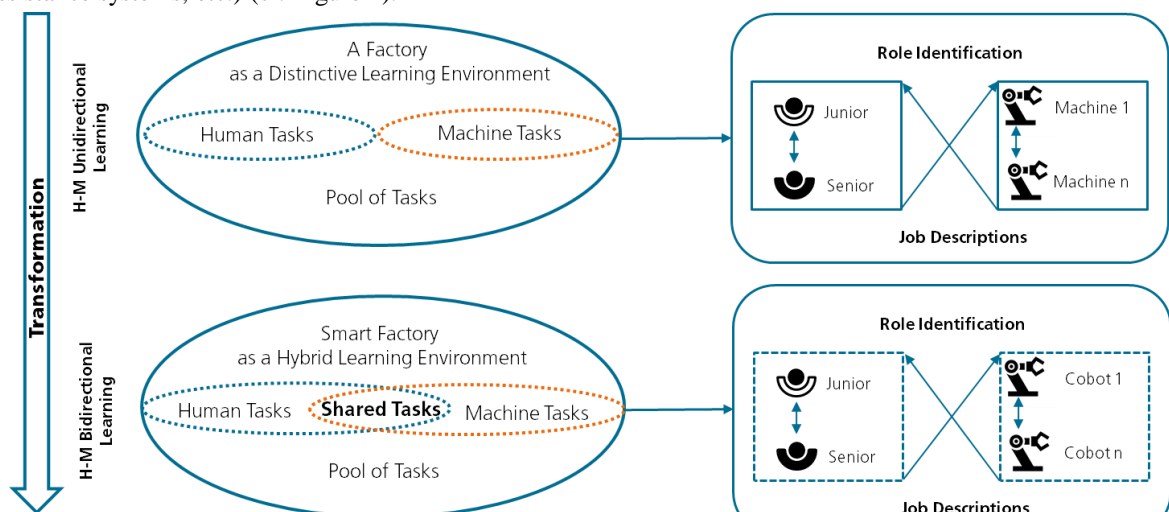 Transformation
H-M Unidirectional
Learning
A Factory
as a Distinctive Learning Environment
Human Tasks
Machine Tasks
Pool of Tasks
Role Identification
Junior
Senior
Machine 1
Machine n
Job Descriptions
H-M Bidirectional
Learning
Smart Factory
as a Hybrid Learning Environment
Human Tasks
Shared Tasks
Machine Tasks
Pool of Tasks
Role Identification
Junior
Senior
Cobot 1
Cobot n
Job Descriptions